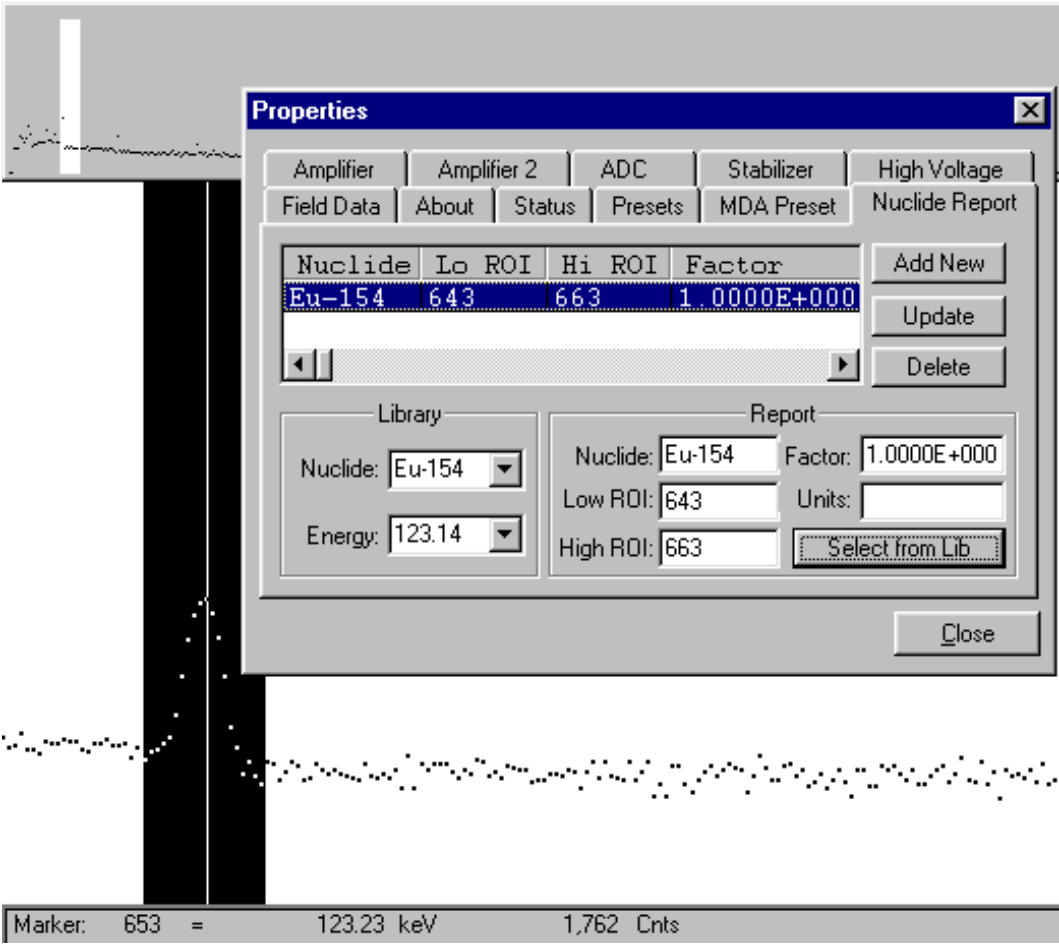 Properties
Amplifier Amplifier 2 ADC Stabilizer High Voltage
Field Data About Status Presets MDA Preset Nuclide Report
Nuclide Lo ROI Hi ROI Factor
Eu-154 643 663 1.0000E+000
Add New
Update
Delete
Library
Nuclide: Eu-154
Energy: 123.14
Report
Nuclide: Eu-154 Factor: 1.0000E+000
Low ROI: 643 Units:
High ROI: 663 Select from Lib
Close
Marker: 653 = 123.23 keV 1,762 Cnts